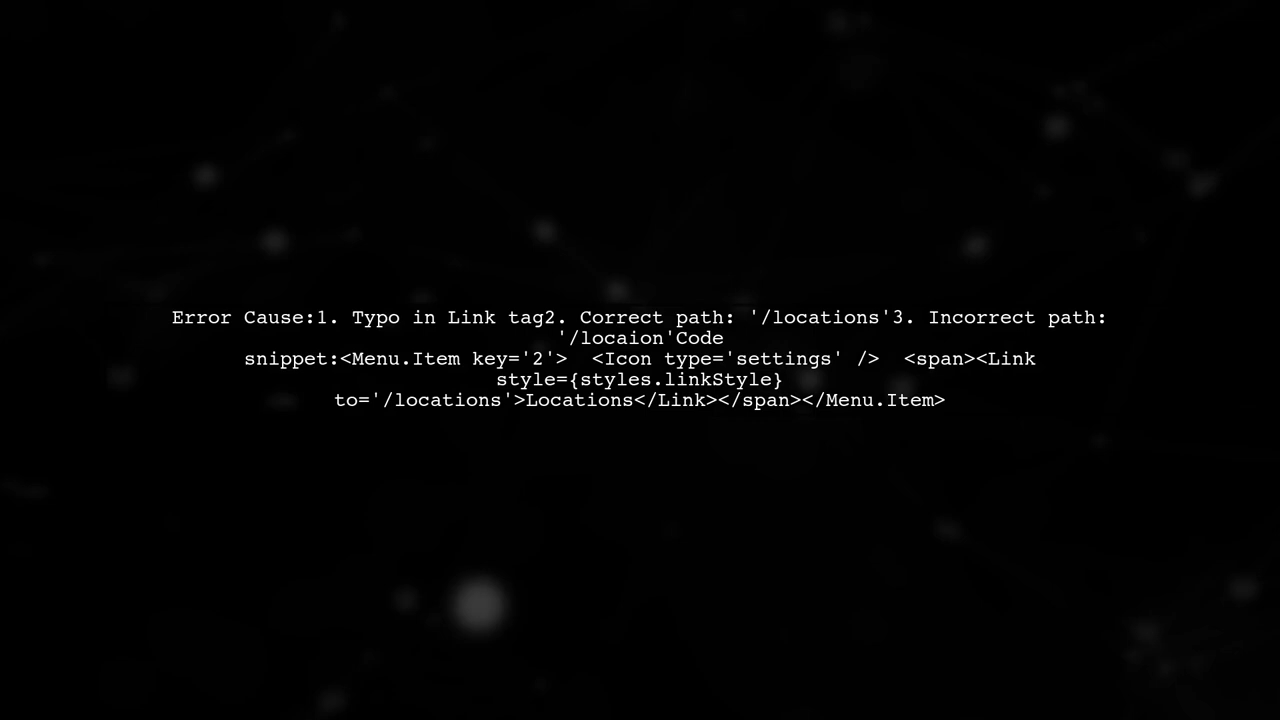 Error Cause:1. Typo in Link tag2. Correct path: '/locations'3. Incorrect path:
'/locaion'Code
snippet:<Menu.Item key='2'>  <Icon type='settings' />  <span><Link
style={styles.linkStyle}
to='/locations'>Locations</Link></span></Menu.Item>